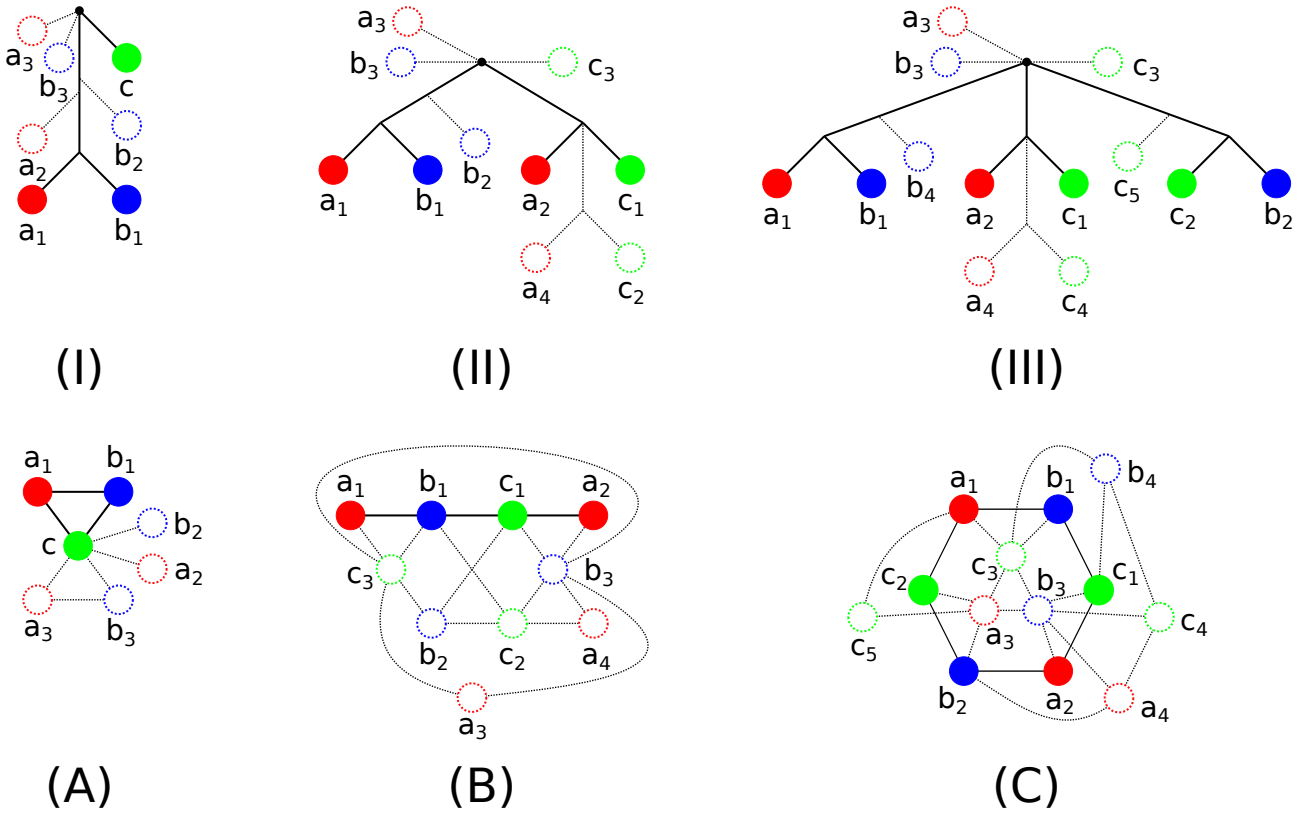 a₃
b₃
c
a₂
b₂
a₁
b₁
(I)
a₃
b₃
c₃
a₁
b₁
b₂
a₂
c₁
a₄
c₂
(II)
a₃
b₃
c₃
a₁
b₁
b₄
a₂
c₁
c₅
c₂
b₂
a₄
c₄
(III)
a₁
b₁
c
b₂
a₂
a₃
b₃
(A)
a₁
b₁
c₁
a₂
c₃
b₃
b₂
c₂
a₄
a₃
(B)
a₁
b₁
b₄
c₂
c₃
b₃
c₁
c₅
a₃
c₄
b₂
a₂
a₄
(C)